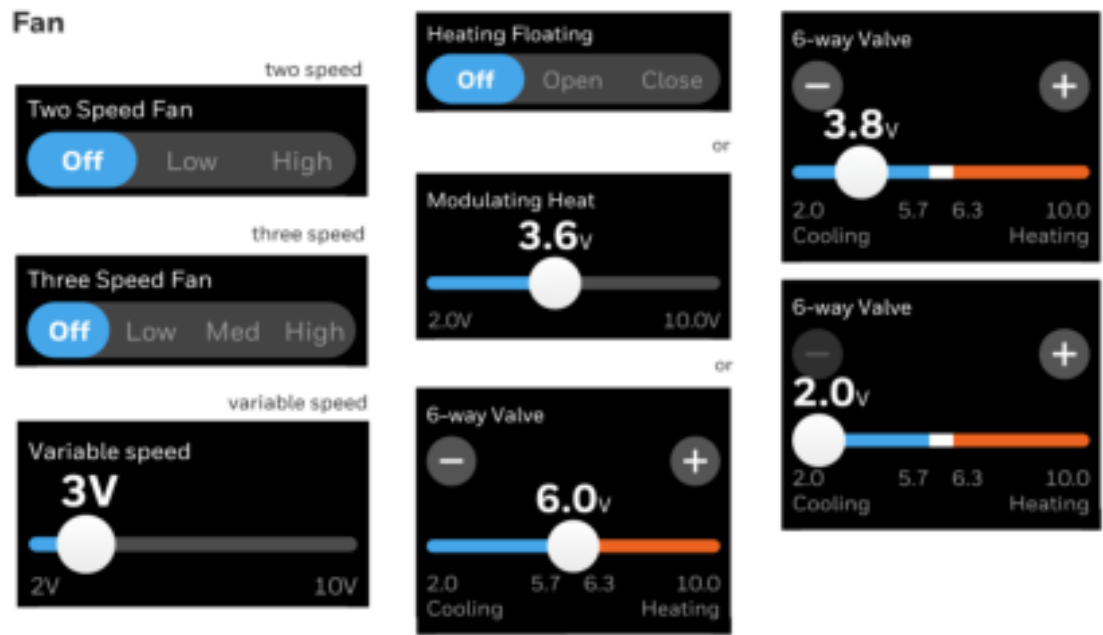 Fan
two speed
Two Speed Fan
Off Low High
three speed
Three Speed Fan
Off Low Med High
variable speed
Variable speed
3V
2V 10V
Heating Floating
Off Open Close
or
Modulating Heat
3.6V
2.0V 10.0V
or
6-way Valve
− +
6.0V
2.0 5.7 6.3 10.0
Cooling Heating
6-way Valve
− +
3.8V
2.0 5.7 6.3 10.0
Cooling Heating
6-way Valve
− +
2.0V
2.0 5.7 6.3 10.0
Cooling Heating